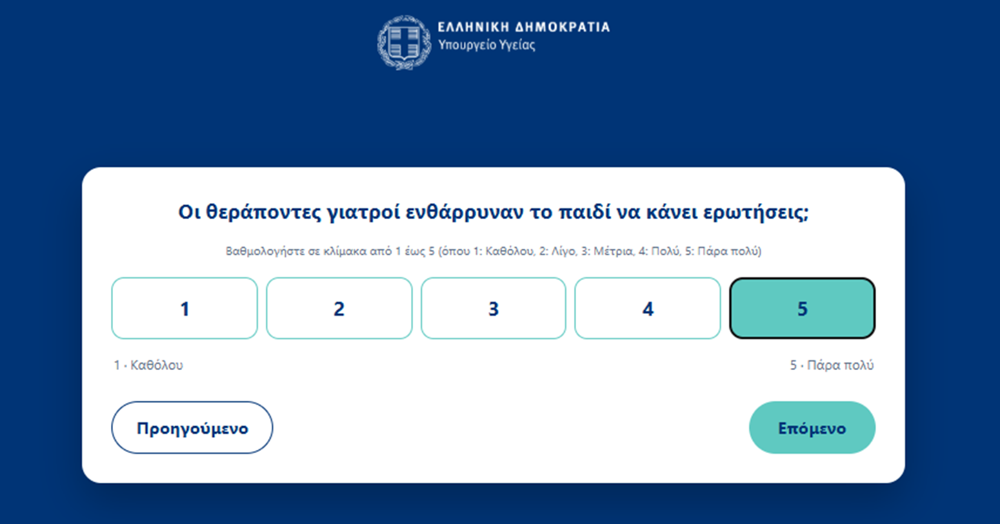 ΕΛΛΗΝΙΚΗ ΔΗΜΟΚΡΑΤΙΑ
Υπουργείο Υγείας
Οι θεράποντες γιατροί ενθάρρυναν το παιδί να κάνει ερωτήσεις;
Βαθμολογήστε σε κλίμακα από 1 έως 5 (όπου 1: Καθόλου, 2: Λίγο, 3: Μέτρια, 4: Πολύ, 5: Πάρα πολύ)
1 2 3 4 5
1 · Καθόλου 5 · Πάρα πολύ
Προηγούμενο Επόμενο